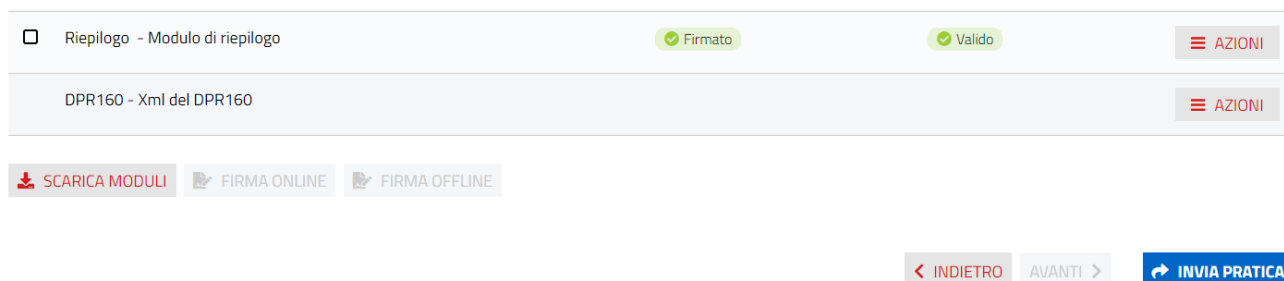 Riepilogo - Modulo di riepilogo Firmato Valido AZIONI
DPR160 - Xml del DPR160 AZIONI
SCARICA MODULI FIRMA ONLINE FIRMA OFFLINE
INDIETRO AVANTI INVIA PRATICA